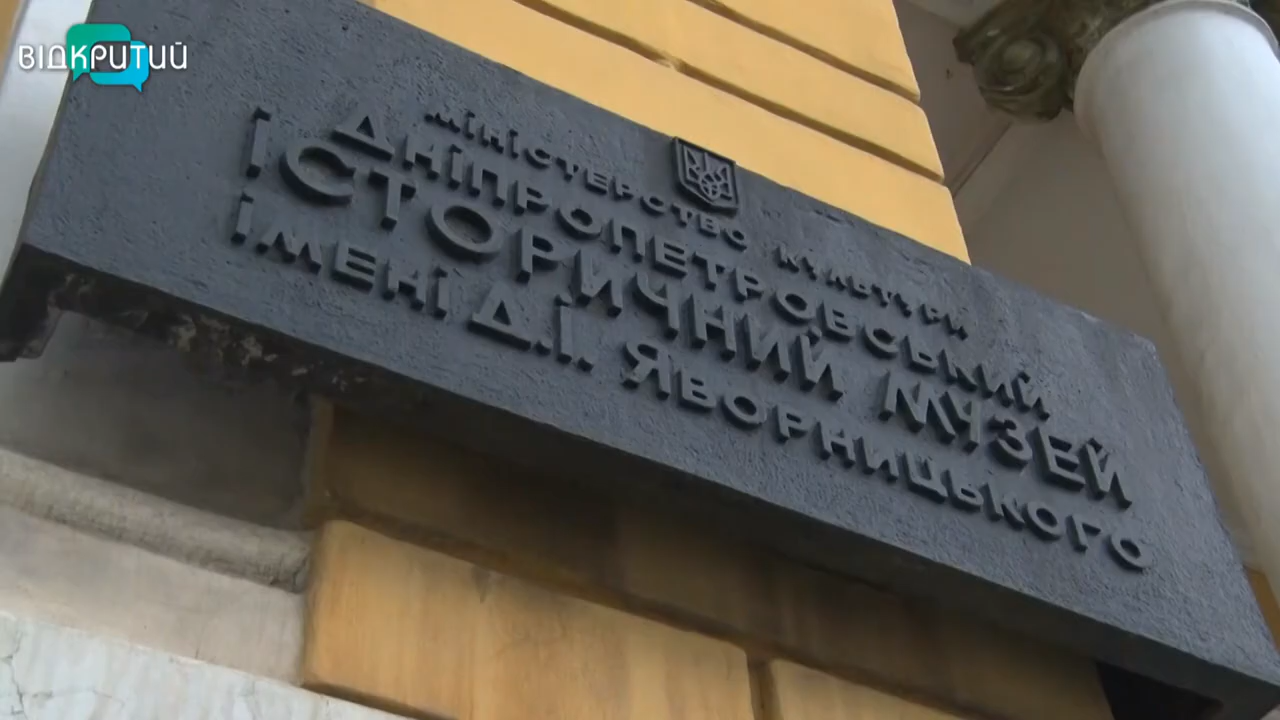 ВІДКРИТИЙ
МІНІСТЕРСТВО КУЛЬТУРИ
І ДНІПРОПЕТРОВСЬКИЙ
ІСТОРИЧНИЙ МУЗЕЙ
ІМЕНІ Д.І. ЯВОРНИЦЬКОГО